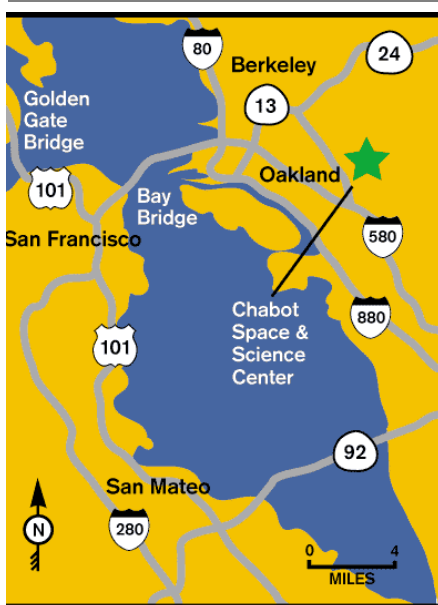 80
24
Berkeley
Golden
Gate
Bridge
13
101
Oakland
Bay
Bridge
San Francisco
580
Chabot
Space &
Science
Center
880
101
92
San Mateo
280
N
0 4
MILES